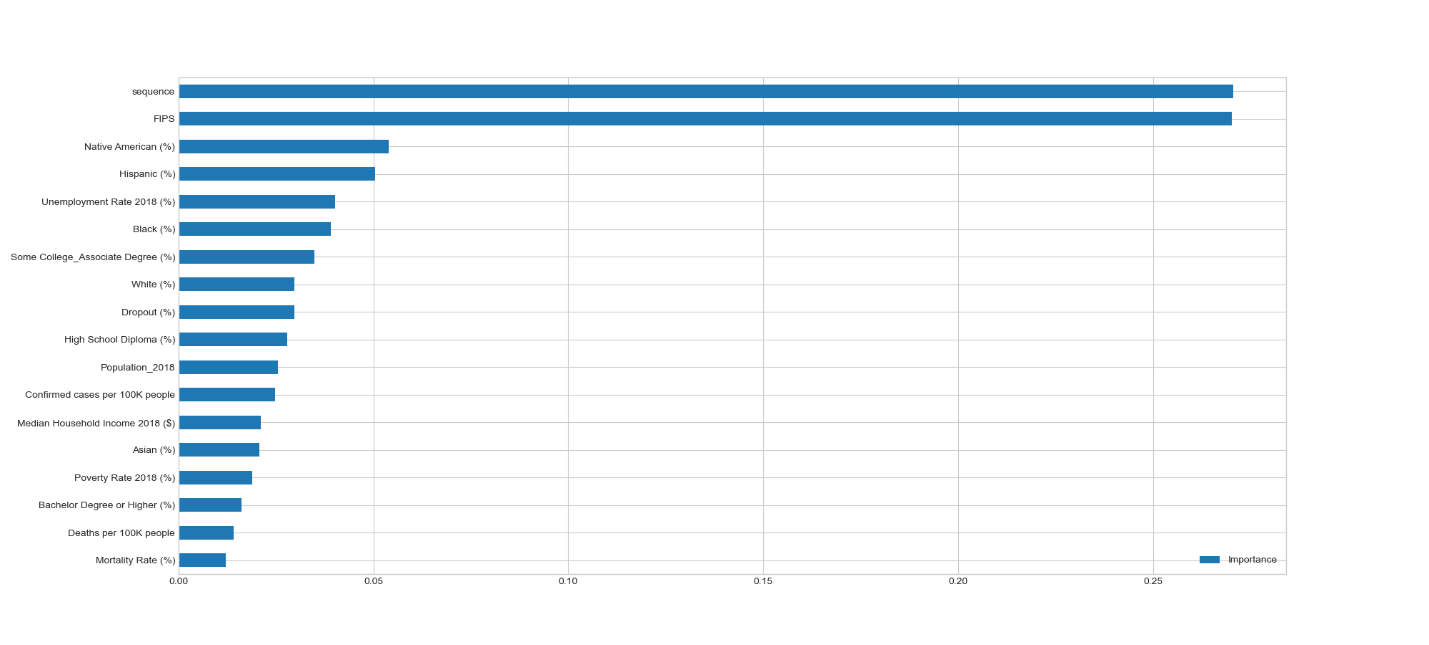 sequence
FIPS
Native American (%)
Hispanic (%)
Unemployment Rate 2018 (%)
Black (%)
Some College_Associate Degree (%)
White (%)
Dropout (%)
High School Diploma (%)
Population_2018
Confirmed cases per 100K people
Median Household Income 2018 ($)
Asian (%)
Poverty Rate 2018 (%)
Bachelor Degree or Higher (%)
Deaths per 100K people
Mortality Rate (%)
Importance
0.00 0.05 0.10 0.15 0.20 0.25